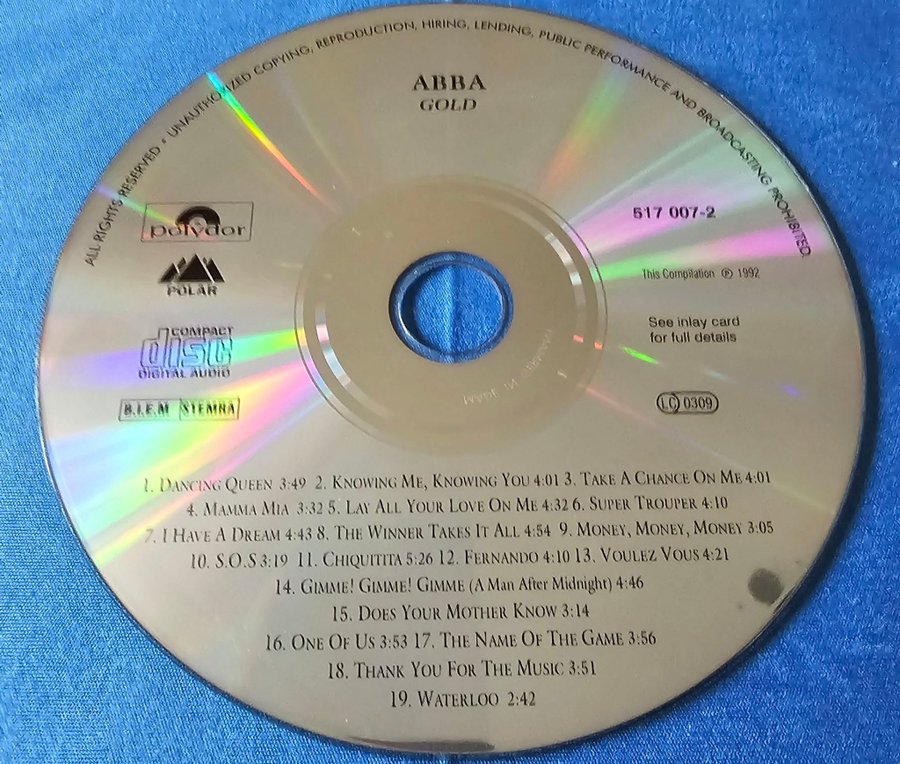 ALL RIGHTS RESERVED • UNAUTHORIZED COPYING, REPRODUCTION, HIRING, LENDING, PUBLIC PERFORMANCE AND BROADCASTING PROHIBITED.
ABBA
GOLD
polydor
POLAR
COMPACT
disc
DIGITAL AUDIO
B.I.E.M STEMRA
517 007-2
This Compilation ℗ 1992
See inlay card
for full details
LC 0309
MADE IN GERMANY
1. DANCING QUEEN 3:49 2. KNOWING ME, KNOWING YOU 4:01 3. TAKE A CHANCE ON ME 4:01
4. MAMMA MIA 3:32 5. LAY ALL YOUR LOVE ON ME 4:32 6. SUPER TROUPER 4:10
7. I HAVE A DREAM 4:43 8. THE WINNER TAKES IT ALL 4:54 9. MONEY, MONEY, MONEY 3:05
10. S.O.S 3:19 11. CHIQUITITA 5:26 12. FERNANDO 4:10 13. VOULEZ VOUS 4:21
14. GIMME! GIMME! GIMME (A Man After Midnight) 4:46
15. DOES YOUR MOTHER KNOW 3:14
16. ONE OF US 3:53 17. THE NAME OF THE GAME 3:56
18. THANK YOU FOR THE MUSIC 3:51
19. WATERLOO 2:42